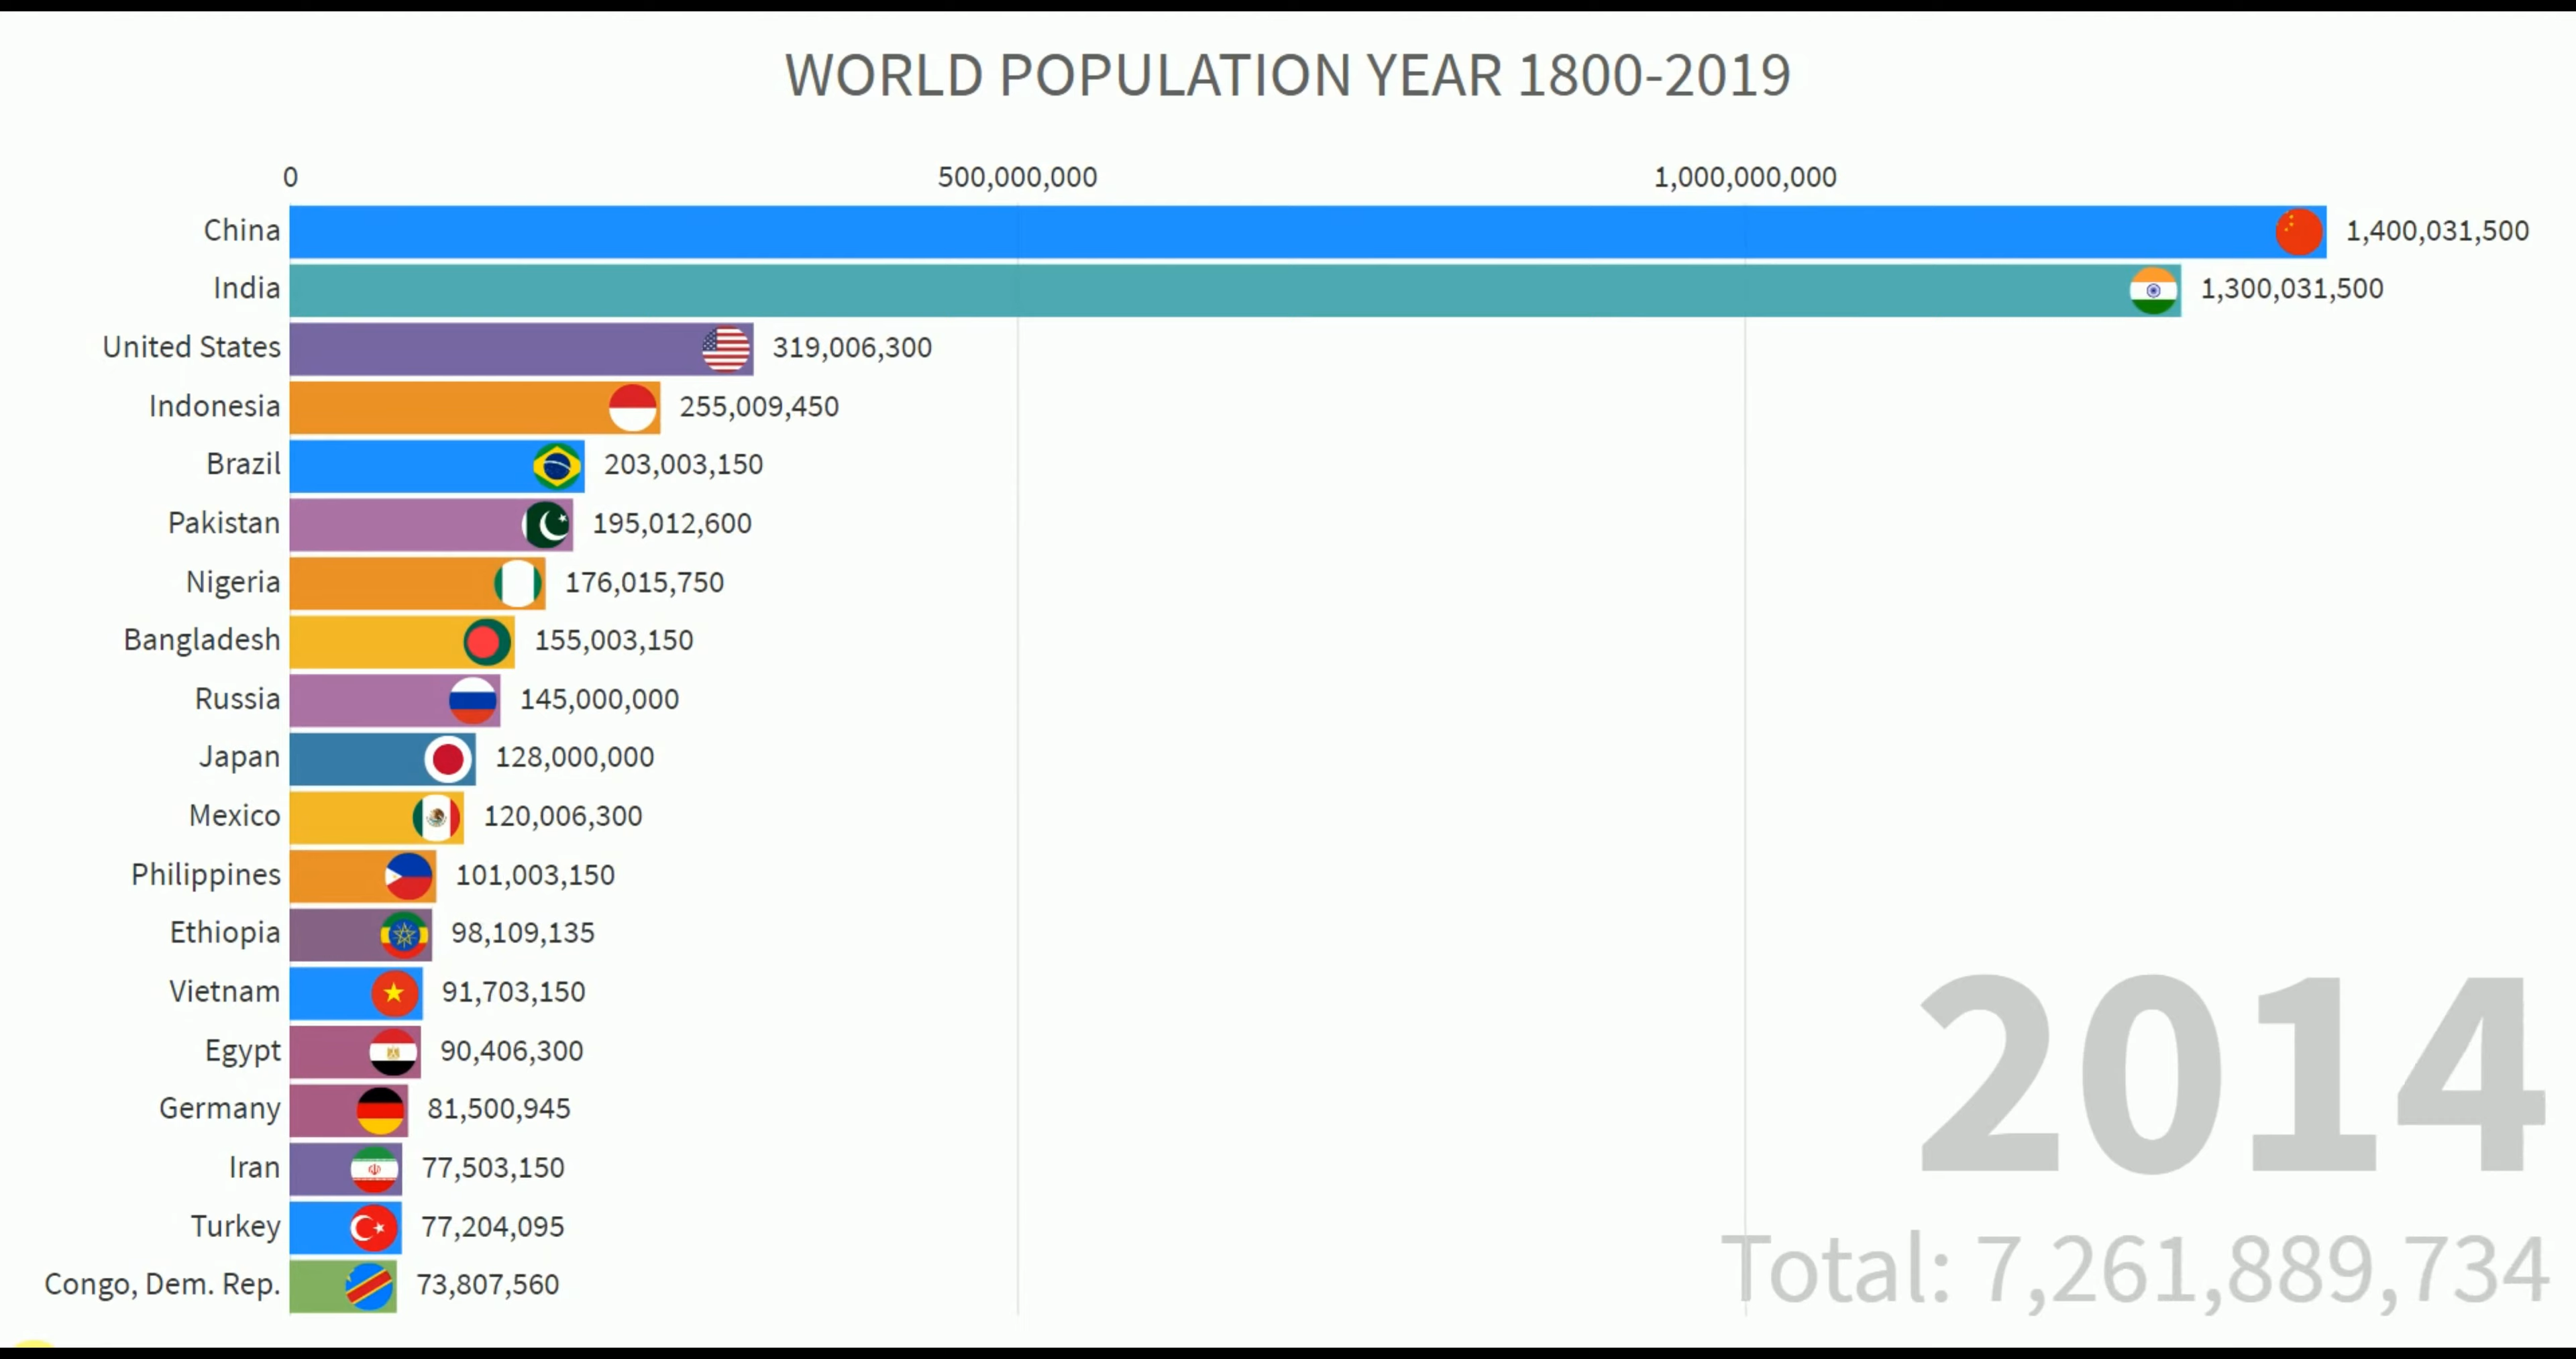 WORLD POPULATION YEAR 1800-2019
0 500,000,000 1,000,000,000
China 1,400,031,500
India 1,300,031,500
United States 319,006,300
Indonesia 255,009,450
Brazil 203,003,150
Pakistan 195,012,600
Nigeria 176,015,750
Bangladesh 155,003,150
Russia 145,000,000
Japan 128,000,000
Mexico 120,006,300
Philippines 101,003,150
Ethiopia 98,109,135
Vietnam 91,703,150
Egypt 90,406,300
Germany 81,500,945
Iran 77,503,150
Turkey 77,204,095
Congo, Dem. Rep. 73,807,560
2014
Total: 7,261,889,734